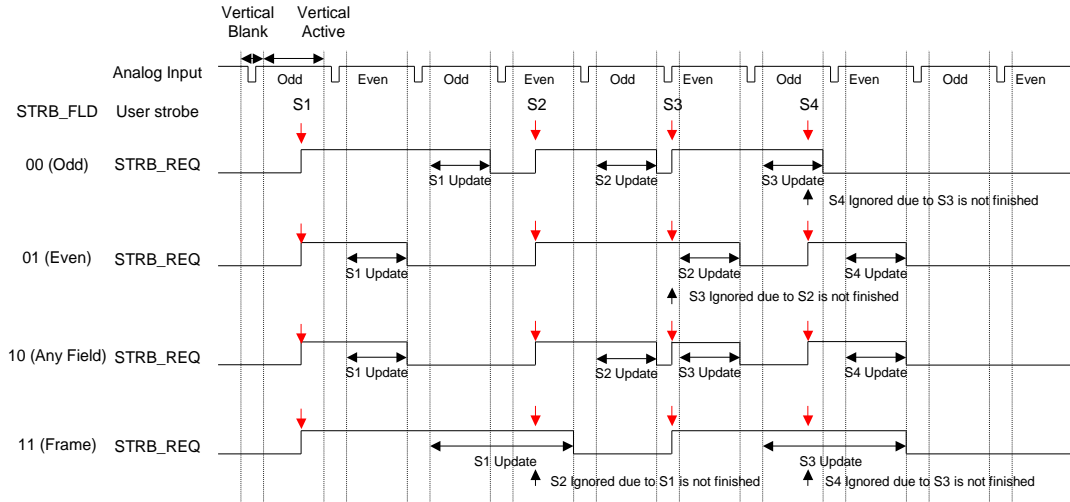 Vertical Blank
Vertical Active
Analog Input
Odd Even Odd Even Odd Even Odd Even Odd Even
STRB_FLD User strobe S1 S2 S3 S4
00 (Odd) STRB_REQ
S1 Update S2 Update S3 Update
S4 Ignored due to S3 is not finished
01 (Even) STRB_REQ
S1 Update S2 Update S4 Update
S3 Ignored due to S2 is not finished
10 (Any Field) STRB_REQ
S1 Update S2 Update S3 Update S4 Update
11 (Frame) STRB_REQ
S1 Update S3 Update
S2 Ignored due to S1 is not finished S4 Ignored due to S3 is not finished